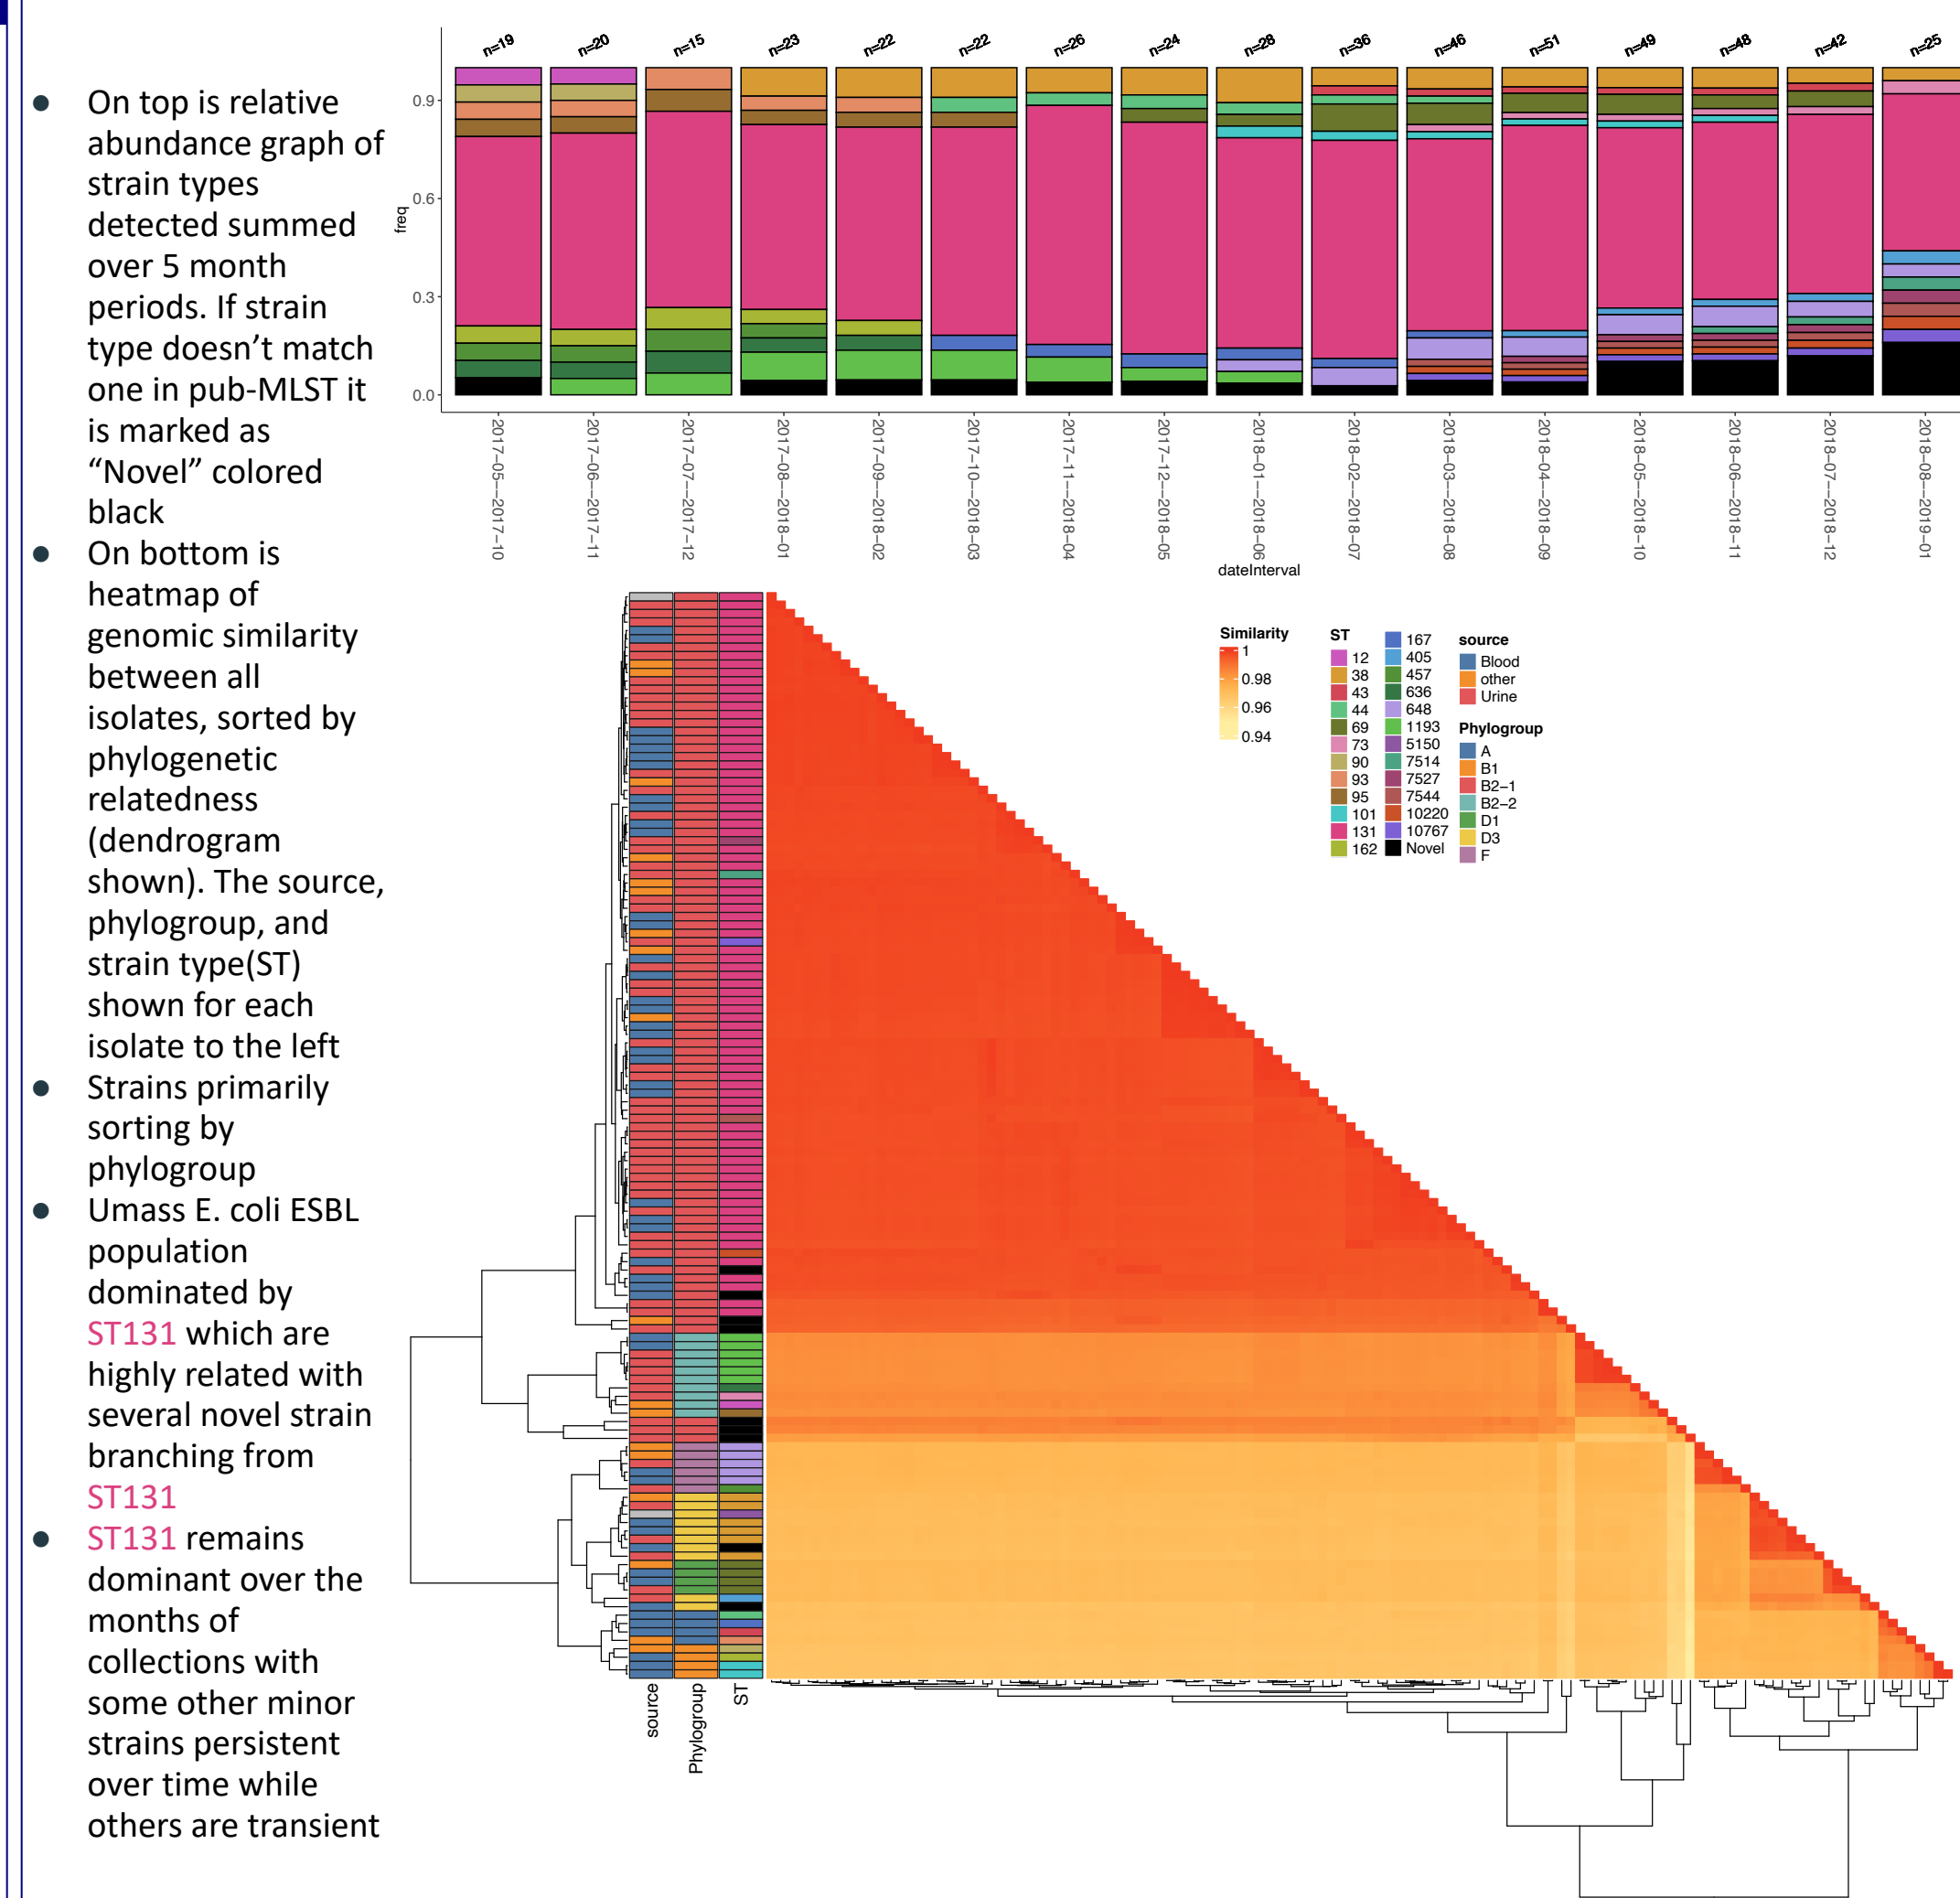 ● On top is relative
abundance graph of
strain types
detected summed
over 5 month
periods. If strain
type doesn’t match
one in pub-MLST it
is marked as
“Novel” colored
black
● On bottom is
heatmap of
genomic similarity
between all
isolates, sorted by
phylogenetic
relatedness
(dendrogram
shown). The source,
phylogroup, and
strain type(ST)
shown for each
isolate to the left
● Strains primarily
sorting by
phylogroup
● Umass E. coli ESBL
population
dominated by
ST131 which are
highly related with
several novel strain
branching from
ST131
● ST131 remains
dominant over the
months of
collections with
some other minor
strains persistent
over time while
others are transient
n=19
n=20
n=15
n=23
n=22
n=22
n=26
n=24
n=28
n=36
n=46
n=51
n=49
n=48
n=42
n=25
freq
0.9
0.6
0.3
0.0
2017-05--2017-10
2017-06--2017-11
2017-07--2017-12
2017-08--2018-01
2017-09--2018-02
2017-10--2018-03
2017-11--2018-04
2017-12--2018-05
2018-01--2018-06
2018-02--2018-07
2018-03--2018-08
2018-04--2018-09
2018-05--2018-10
2018-06--2018-11
2018-07--2018-12
2018-08--2019-01
dateInterval
Similarity
1
0.98
0.96
0.94
ST
12
38
43
44
69
73
90
93
95
101
131
162
167
405
457
636
648
1193
5150
7514
7527
7544
10220
10767
Novel
source
Blood
other
Urine
Phylogroup
A
B1
B2-1
B2-2
D1
D3
F
source
Phylogroup
ST